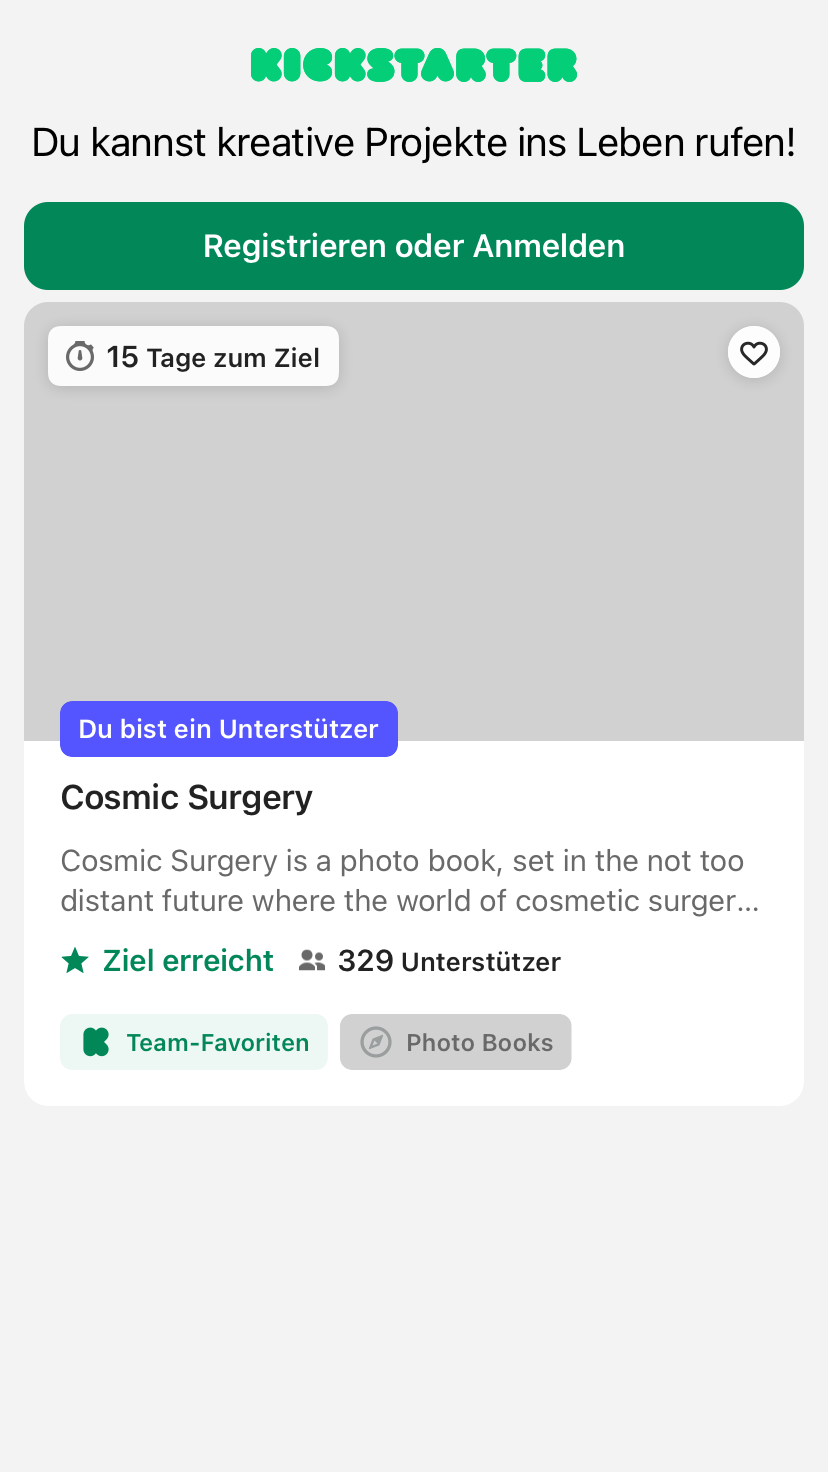 KICKSTARTER
Du kannst kreative Projekte ins Leben rufen!
Registrieren oder Anmelden
15 Tage zum Ziel
Du bist ein Unterstützer
Cosmic Surgery
Cosmic Surgery is a photo book, set in the not too
distant future where the world of cosmetic surger…
Ziel erreicht 329 Unterstützer
Team-Favoriten Photo Books